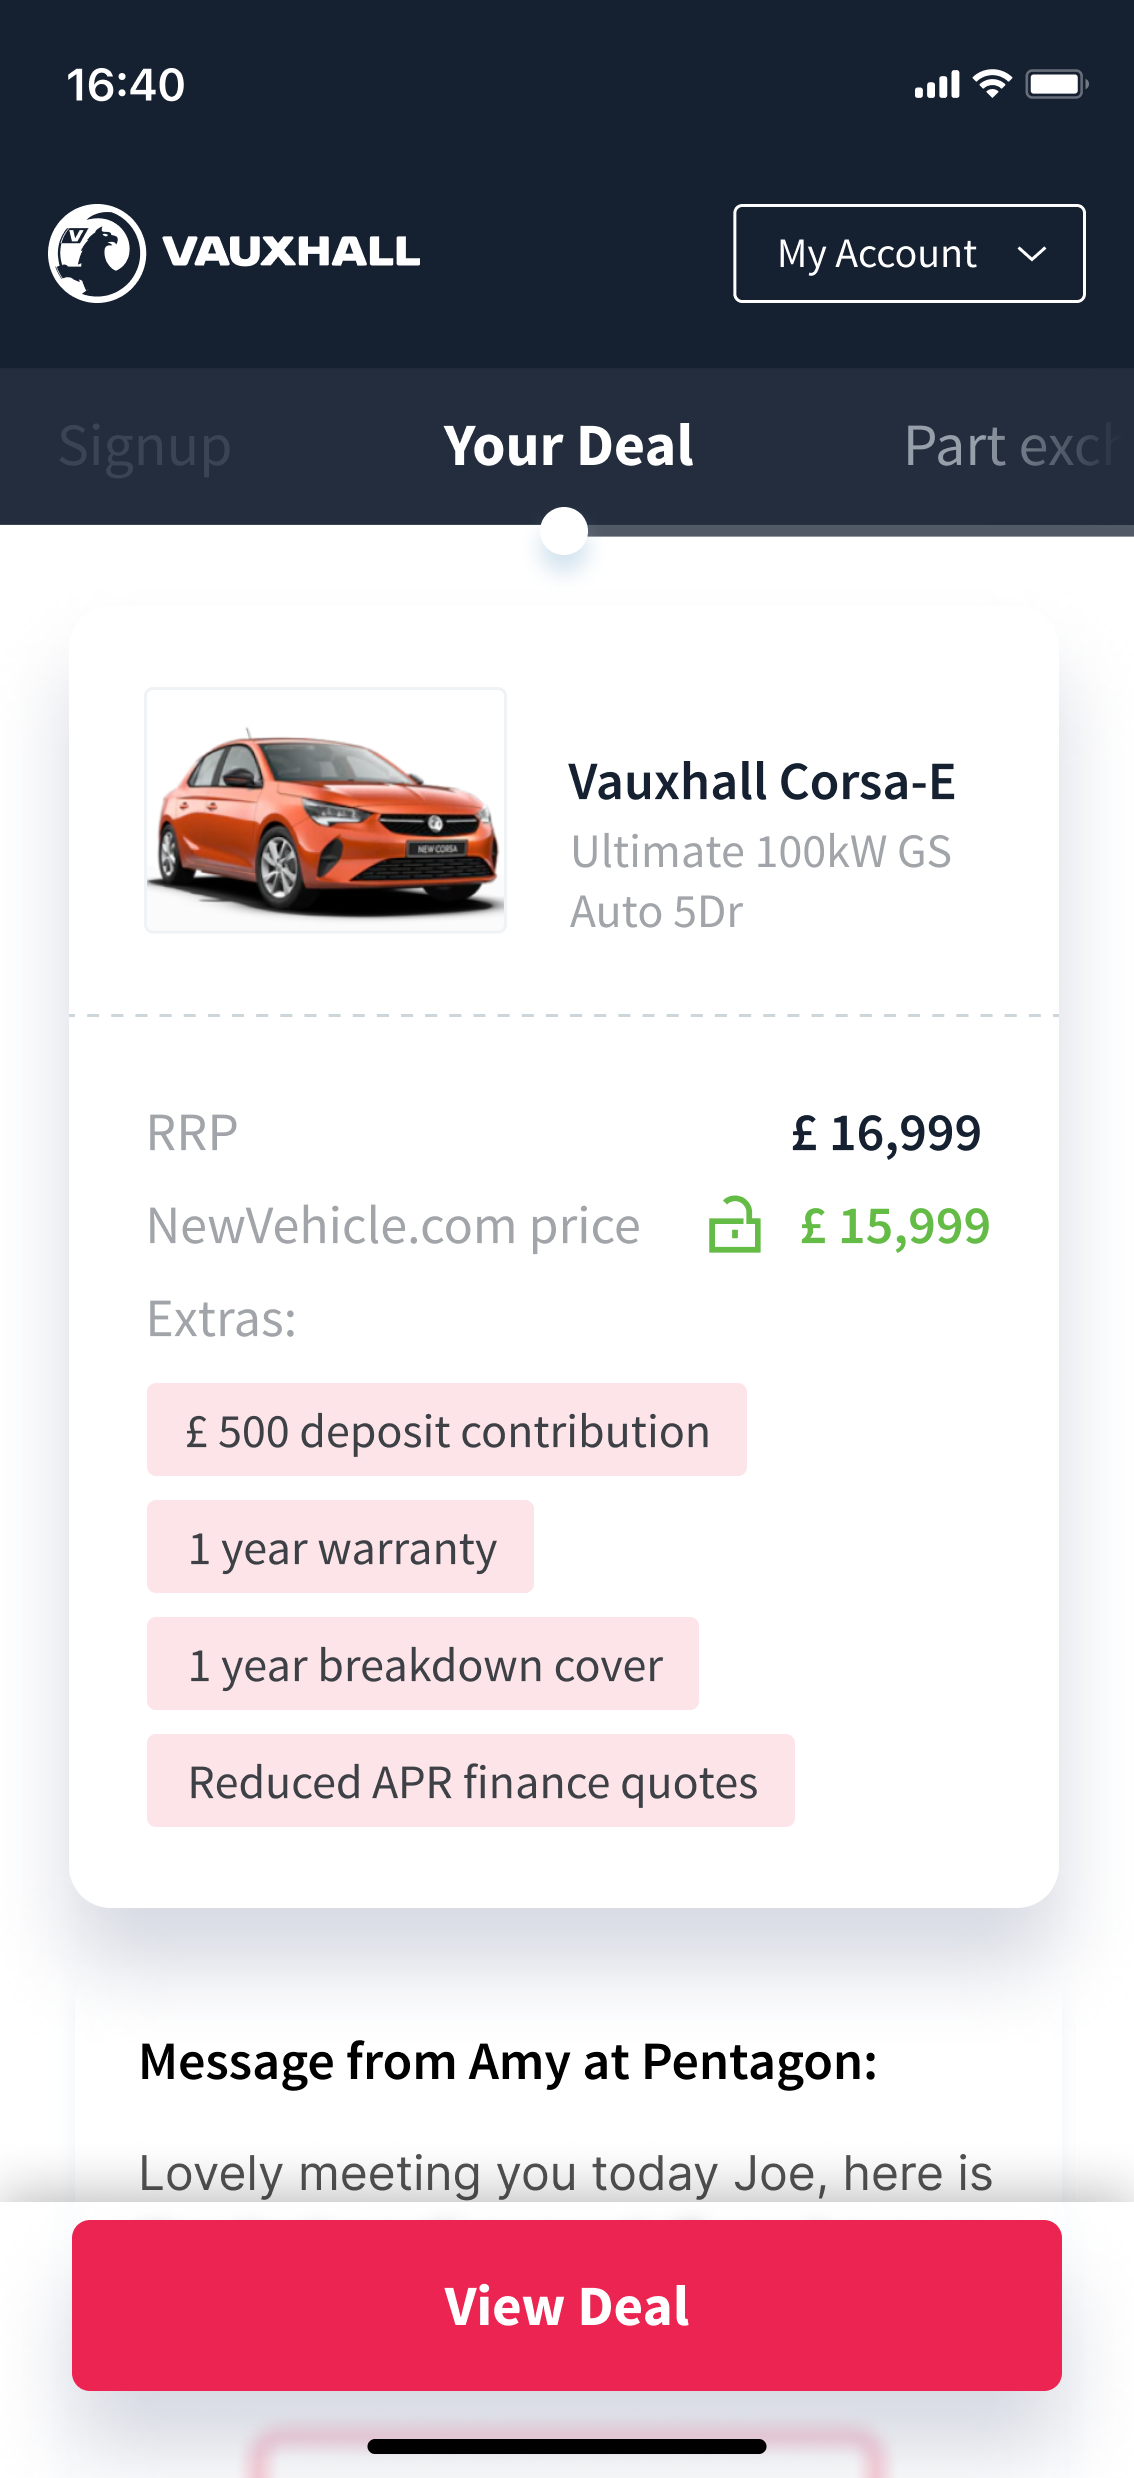 16:40
VAUXHALL
My Account
Signup
Your Deal
Part exch
NEW CORSA
Vauxhall Corsa-E
Ultimate 100kW GS
Auto 5Dr
RRP
£ 16,999
NewVehicle.com price
£ 15,999
Extras:
£ 500 deposit contribution
1 year warranty
1 year breakdown cover
Reduced APR finance quotes
Message from Amy at Pentagon:
Lovely meeting you today Joe, here is
View Deal